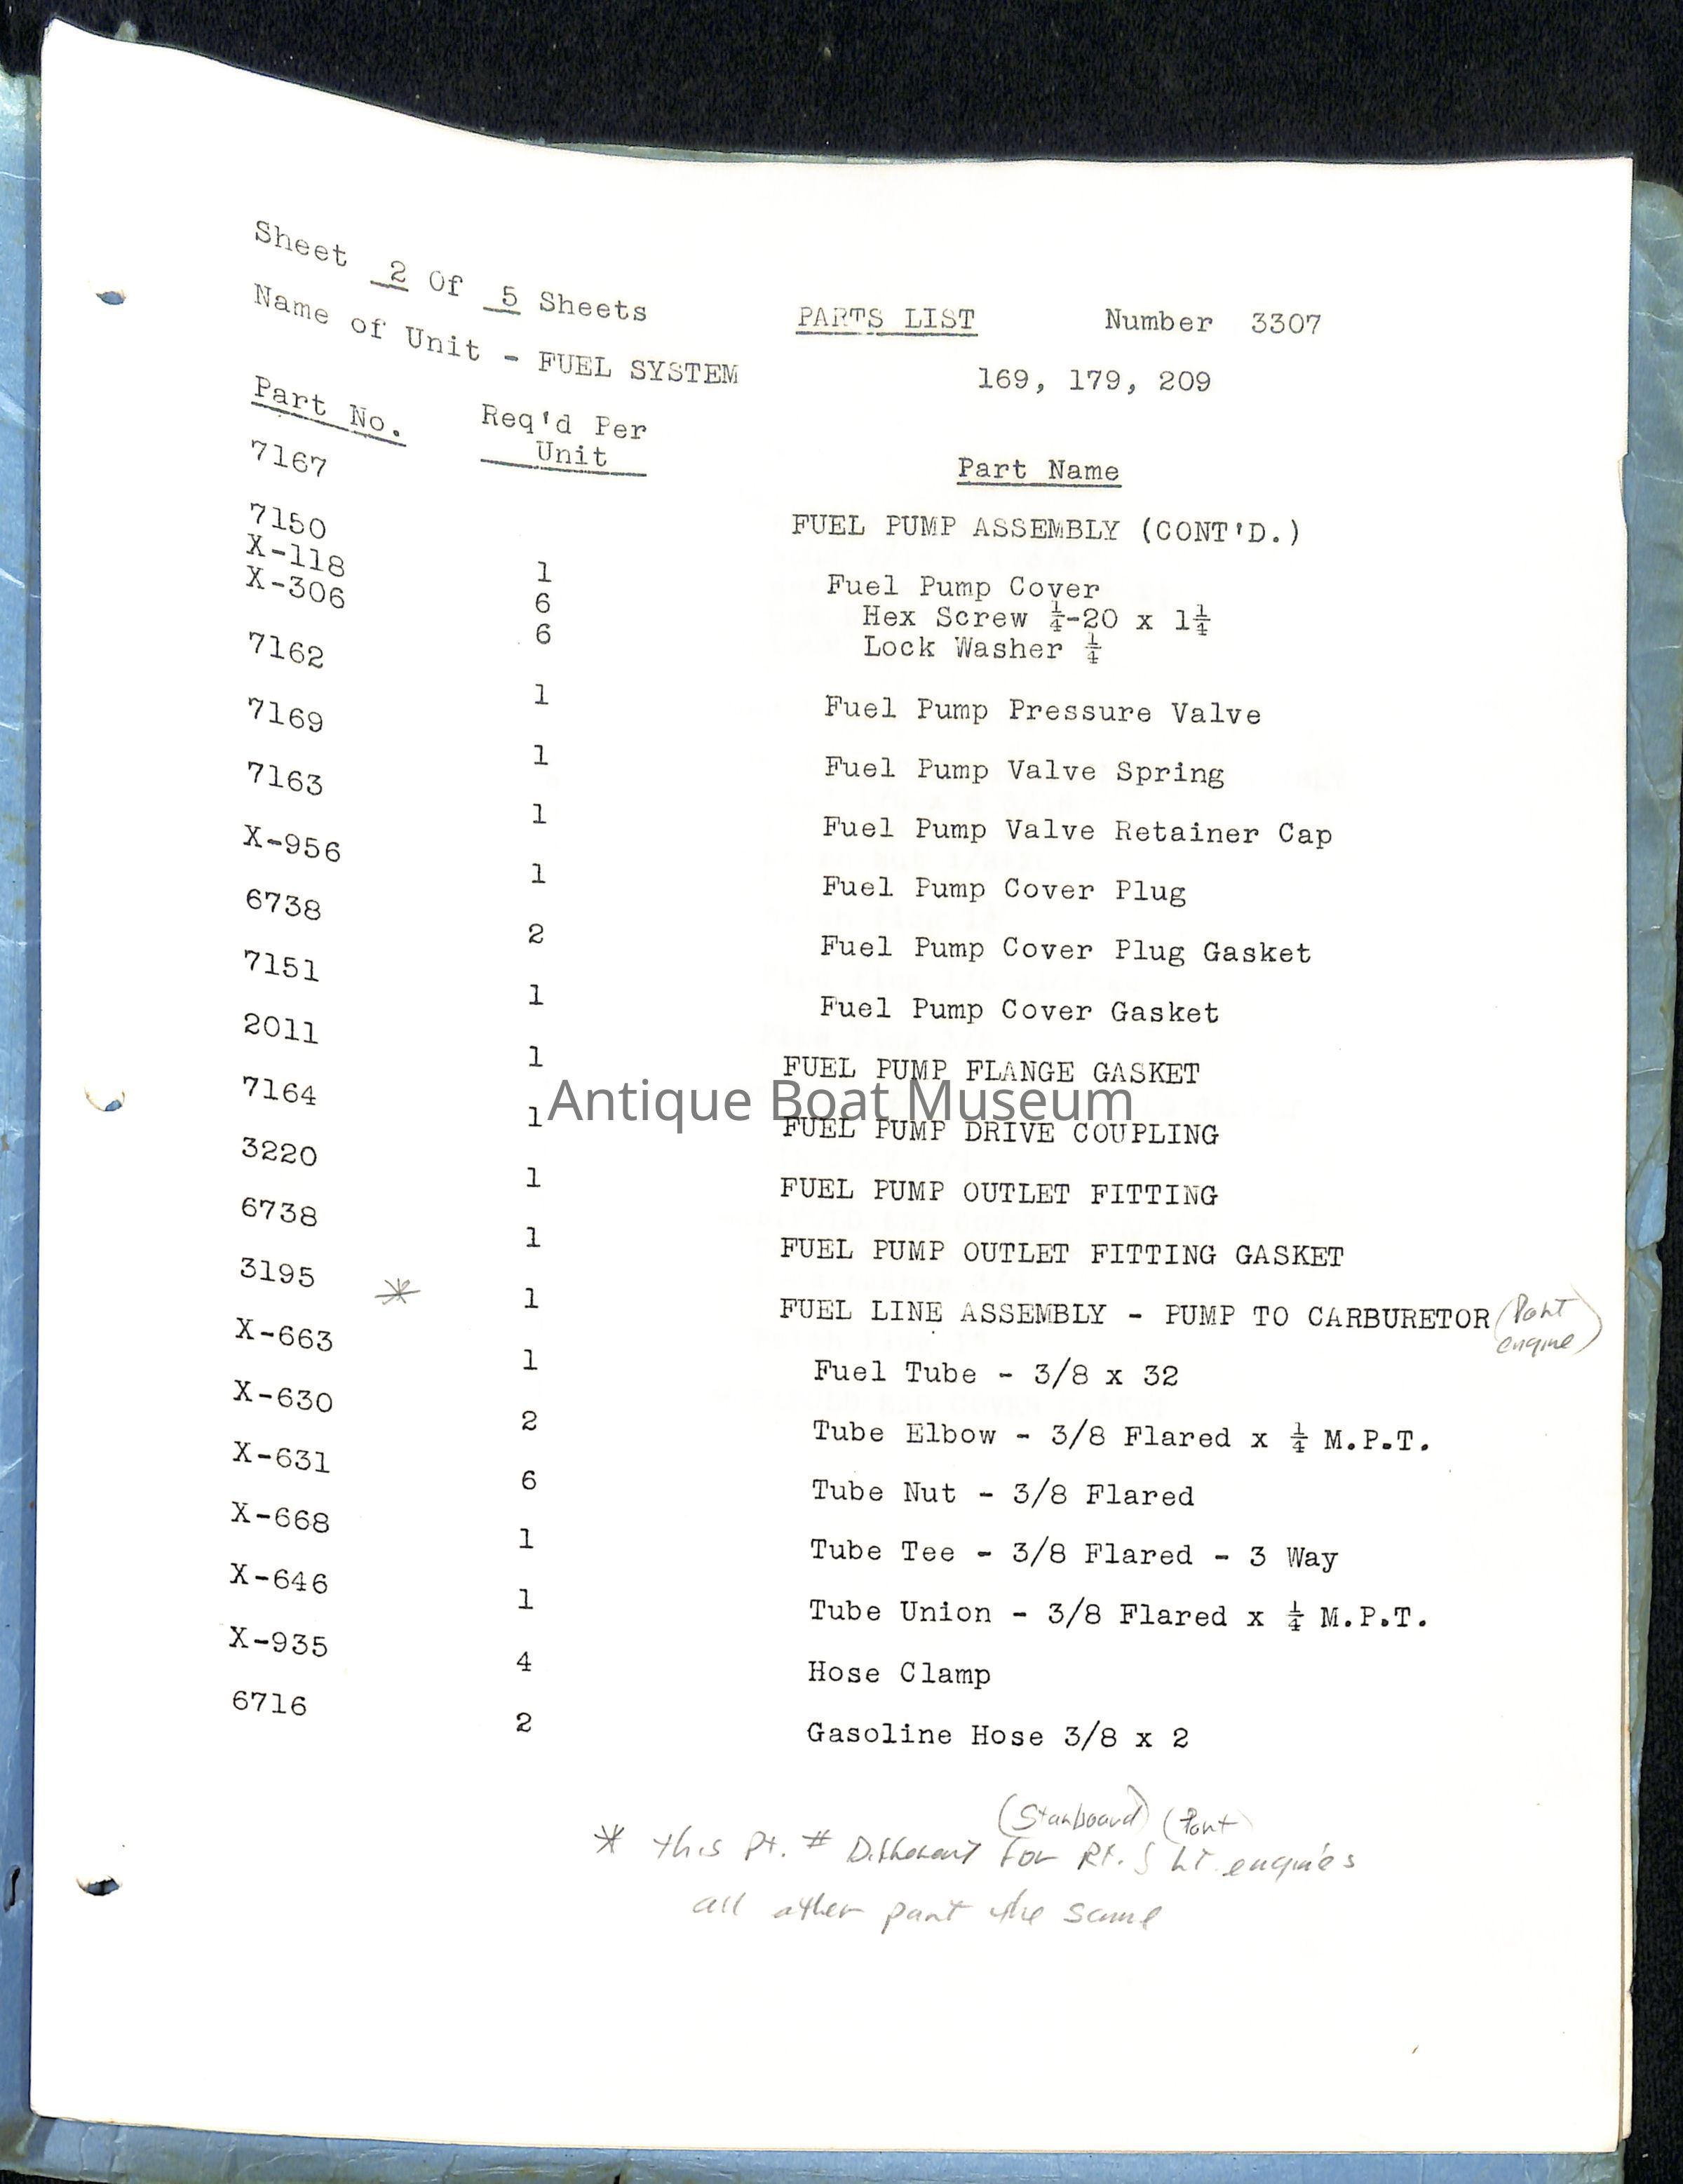 Sheet 2 Of 5 Sheets
PARTS LIST Number 3307
Name of Unit - FUEL SYSTEM 169, 179, 209
Part No. Req'd Per Unit Part Name
7167 FUEL PUMP ASSEMBLY (CONT'D.)
7150 1 Fuel Pump Cover
X-118 6 Hex Screw ¼-20 x 1¼
X-306 6 Lock Washer ¼
7162 1 Fuel Pump Pressure Valve
7169 1 Fuel Pump Valve Spring
7163 1 Fuel Pump Valve Retainer Cap
X-956 1 Fuel Pump Cover Plug
6738 2 Fuel Pump Cover Plug Gasket
7151 1 Fuel Pump Cover Gasket
2011 1 FUEL PUMP FLANGE GASKET
Antique Boat Museum
7164 1 FUEL PUMP DRIVE COUPLING
3220 1 FUEL PUMP OUTLET FITTING
6738 1 FUEL PUMP OUTLET FITTING GASKET
3195 * 1 FUEL LINE ASSEMBLY - PUMP TO CARBURETOR (Port engine)
X-663 1 Fuel Tube - 3/8 x 32
X-630 2 Tube Elbow - 3/8 Flared x ¼ M.P.T.
X-631 6 Tube Nut - 3/8 Flared
X-668 1 Tube Tee - 3/8 Flared - 3 Way
X-646 1 Tube Union - 3/8 Flared x ¼ M.P.T.
X-935 4 Hose Clamp
6716 2 Gasoline Hose 3/8 x 2
(Starboard) (Port)
* this Pt. # Different For Rt. & Lt. engines
all other part the same